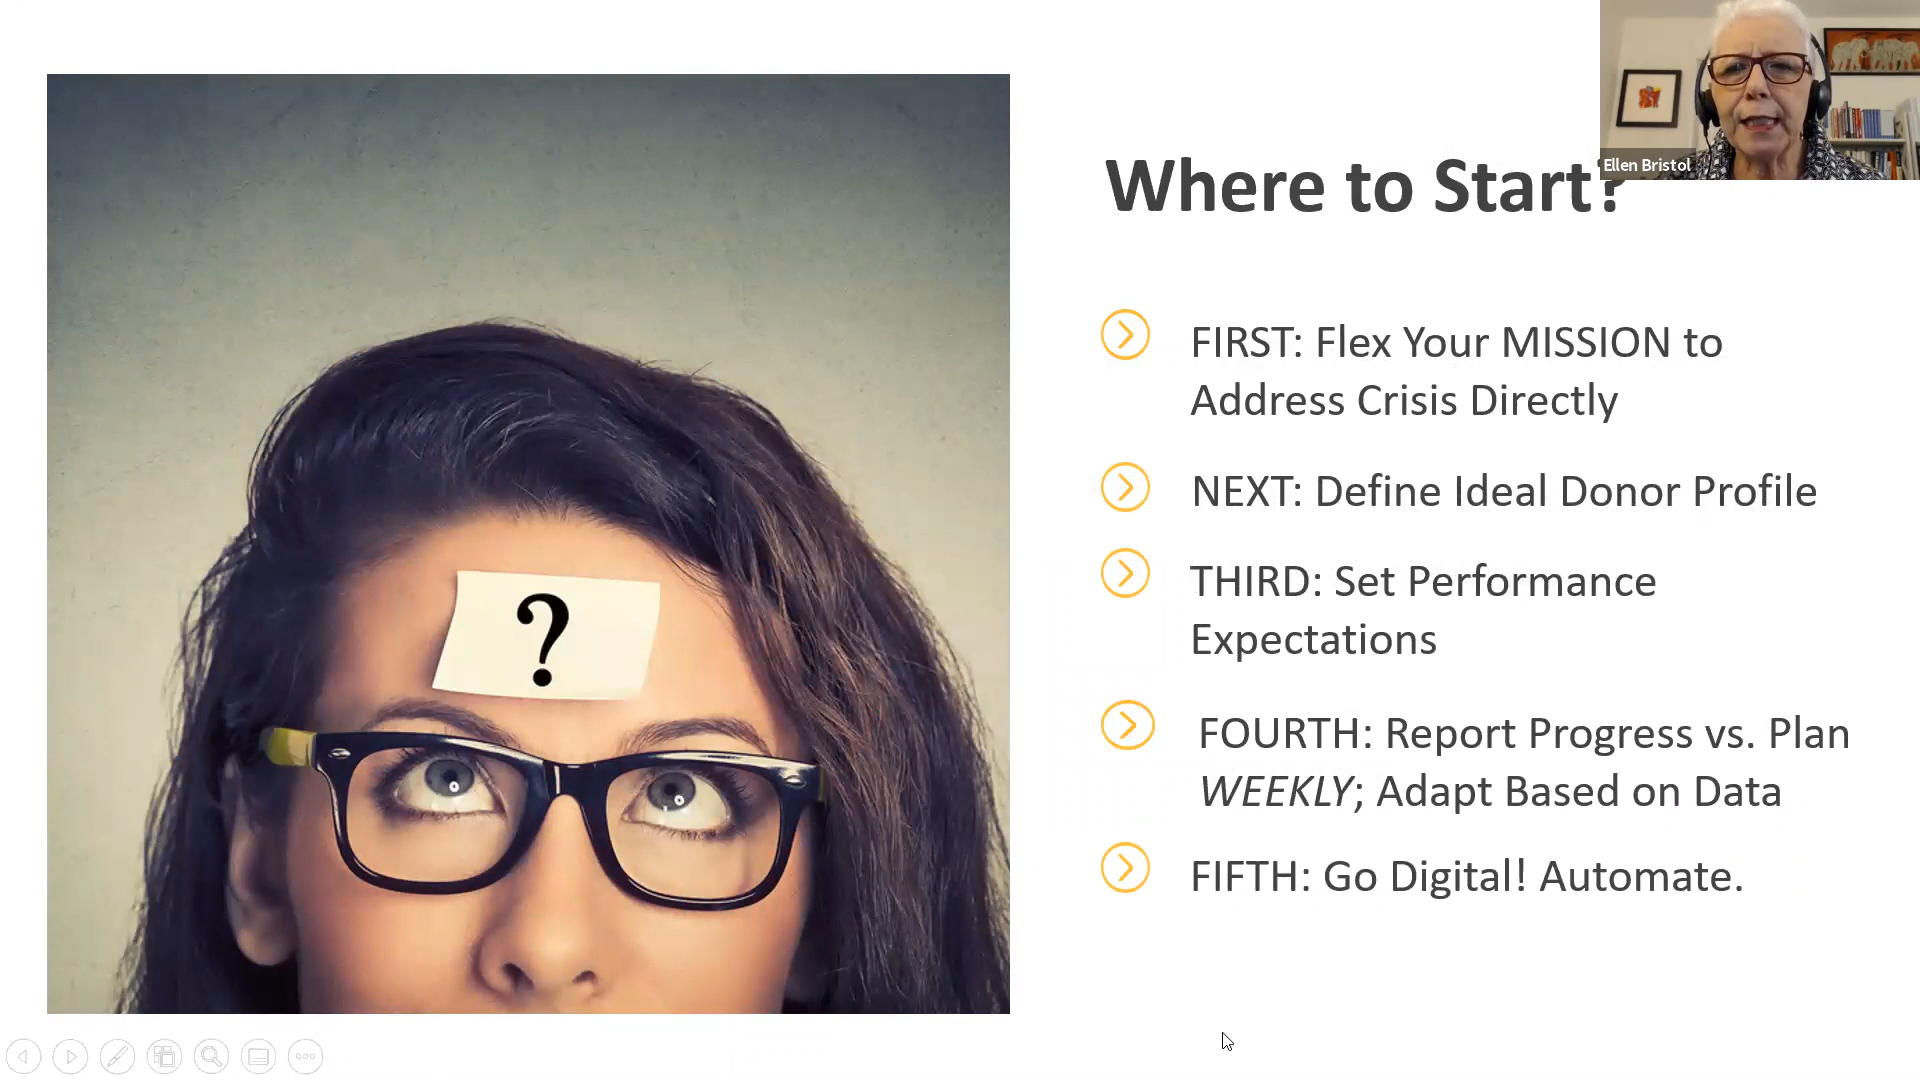 Where to Start?
Ellen Bristol
FIRST: Flex Your MISSION to
Address Crisis Directly
NEXT: Define Ideal Donor Profile
THIRD: Set Performance
Expectations
FOURTH: Report Progress vs. Plan
WEEKLY; Adapt Based on Data
FIFTH: Go Digital! Automate.
?